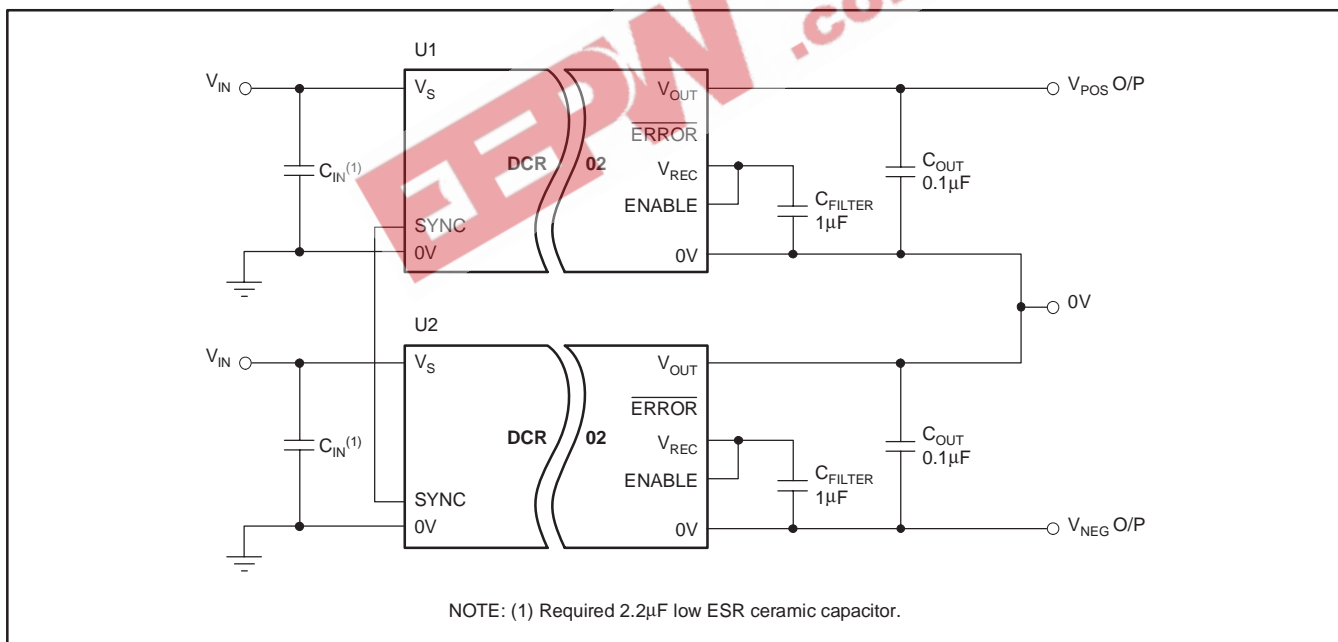 EEPW.com
U1
V_IN
V_S
V_OUT
V_POS O/P
ERROR
C_IN(1)
DCR 02
V_REC
C_OUT
0.1μF
ENABLE
C_FILTER
1μF
SYNC
0V
0V
0V
U2
V_IN
V_S
V_OUT
ERROR
C_IN(1)
DCR 02
V_REC
C_OUT
0.1μF
ENABLE
C_FILTER
1μF
SYNC
0V
0V
V_NEG O/P
NOTE: (1) Required 2.2μF low ESR ceramic capacitor.